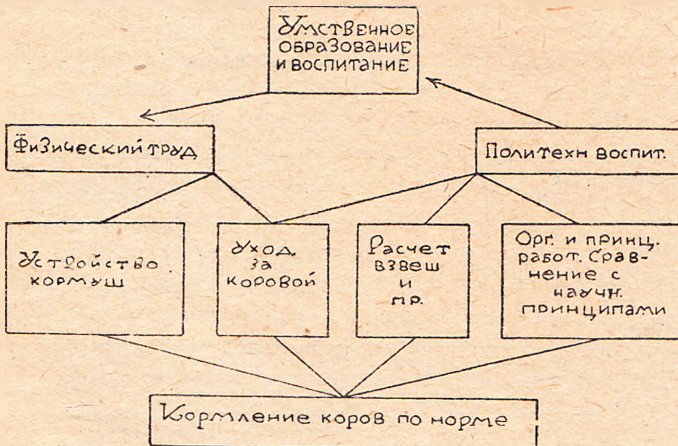 Умственное
образование
и воспитание
Физический труд
Политехн воспит.
Устройство
кормуш
Уход
за
коровой
Расчет
взвеш
и
пр.
Орг. и принц.
работ. Срав-
нение с
научн.
принципами
Кормление коров по норме